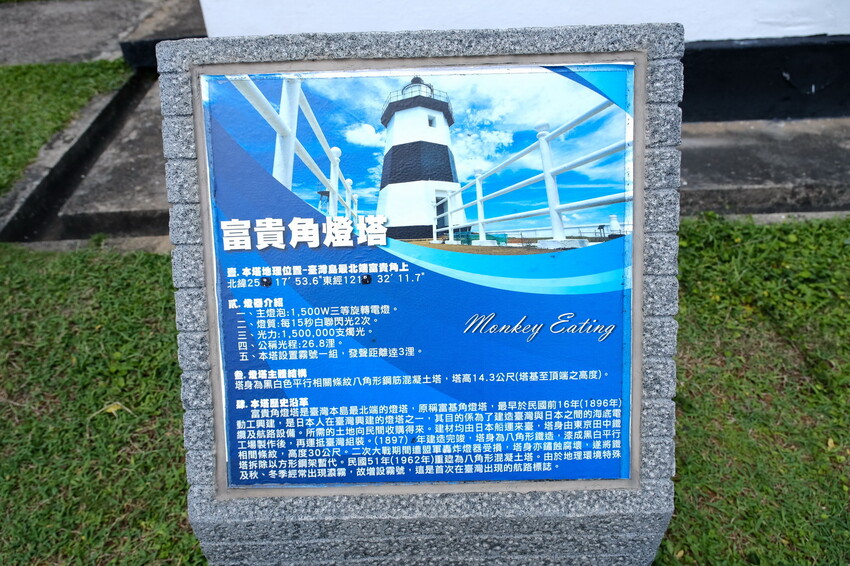 富貴角燈塔
壹. 本塔地理位置-臺灣島最北端富貴角上
北緯25 17′ 53.6″東經121 32′ 11.7″
貳. 燈器介紹
一、主燈泡:1,500W三等旋轉電燈。
二、燈質:每15秒白聯閃光2次。
三、光力:1,500,000支燭光。
四、公稱光程:26.8浬。
五、本塔設置霧號一組，發聲距離逹3浬。
Monkey Eating
叁. 燈塔主體結構
塔身為黑白色平行相間條紋八角形鋼筋混凝土塔，塔高14.3公尺(塔基至頂端之高度)。
肆. 本塔歷史沿革
富貴角燈塔是臺灣本島最北端的燈塔，原稱富基角燈塔，最早於民國前16年(1896年)
動工興建，是日本人在臺灣興建的燈塔之一，其目的係為了建造臺灣與日本之間的海底電
纜及航路設備。所需的土地向民間收購得來。建材均由日本船運來臺，塔身由東京田中鐵
工場製作後，再運抵臺灣組裝。(1897) 年建造完竣，塔身為八角形鐵造，漆成黑白平行
相間條紋，高度30公尺。二次大戰期間遭盟軍轟炸燈器受損，塔身亦鏽蝕腐壞，遂將鐵
塔拆除以方形鋼架暫代。民國51年(1962年)重建為八角形混凝土塔。由於地理環境特殊
及秋、冬季經常出現濃霧，故增設霧號，這是首次在臺灣出現的航路標誌。